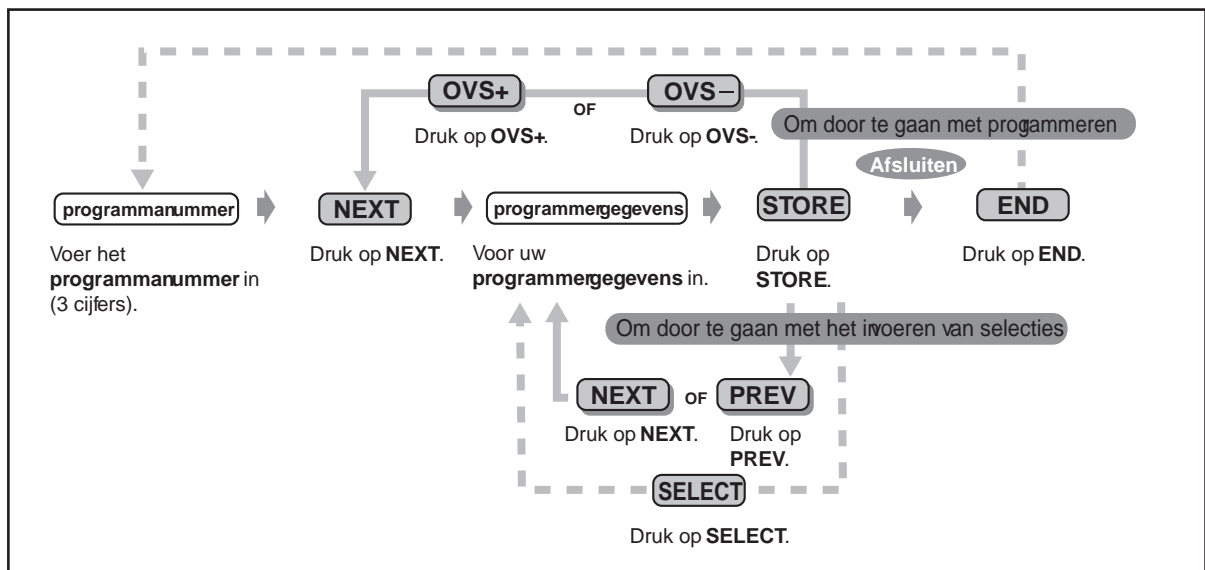 OVS+
OF
OVS–
Druk op OVS+.
Druk op OVS-.
Om door te gaan met programmeren
Afsluiten
programmanummer
NEXT
programmergegevens
STORE
END
Voer het
programmanummer in
(3 cijfers).
Druk op NEXT.
Voor uw
programmergegevens in.
Druk op
STORE.
Druk op END.
Om door te gaan met het invoeren van selecties
NEXT
OF
PREV
Druk op NEXT.
Druk op
PREV.
SELECT
Druk op SELECT.